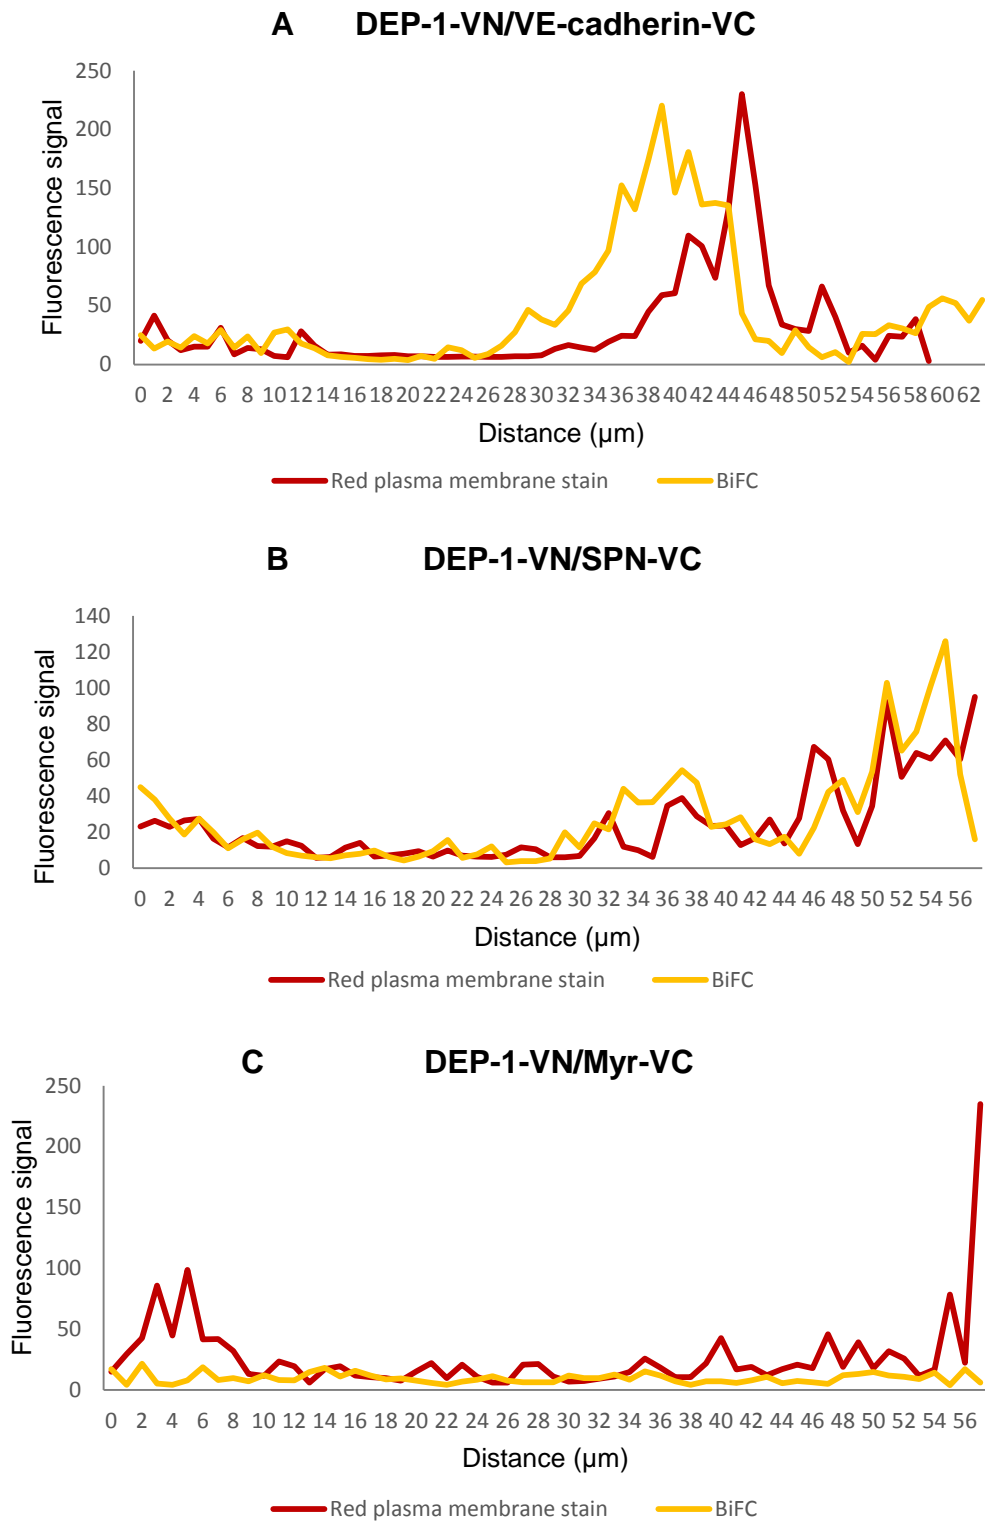 A DEP-1-VN/VE-cadherin-VC
Fluorescence signal
250
200
150
100
50
0
0 2 4 6 8 10 12 14 16 18 20 22 24 26 28 30 32 34 36 38 40 42 44 46 48 50 52 54 56 58 60 62
Distance (µm)
Red plasma membrane stain BiFC
B DEP-1-VN/SPN-VC
Fluorescence signal
140
120
100
80
60
40
20
0
0 2 4 6 8 10 12 14 16 18 20 22 24 26 28 30 32 34 36 38 40 42 44 46 48 50 52 54 56
Distance (µm)
Red plasma membrane stain BiFC
C DEP-1-VN/Myr-VC
Fluorescence signal
250
200
150
100
50
0
0 2 4 6 8 10 12 14 16 18 20 22 24 26 28 30 32 34 36 38 40 42 44 46 48 50 52 54 56
Distance (µm)
Red plasma membrane stain BiFC